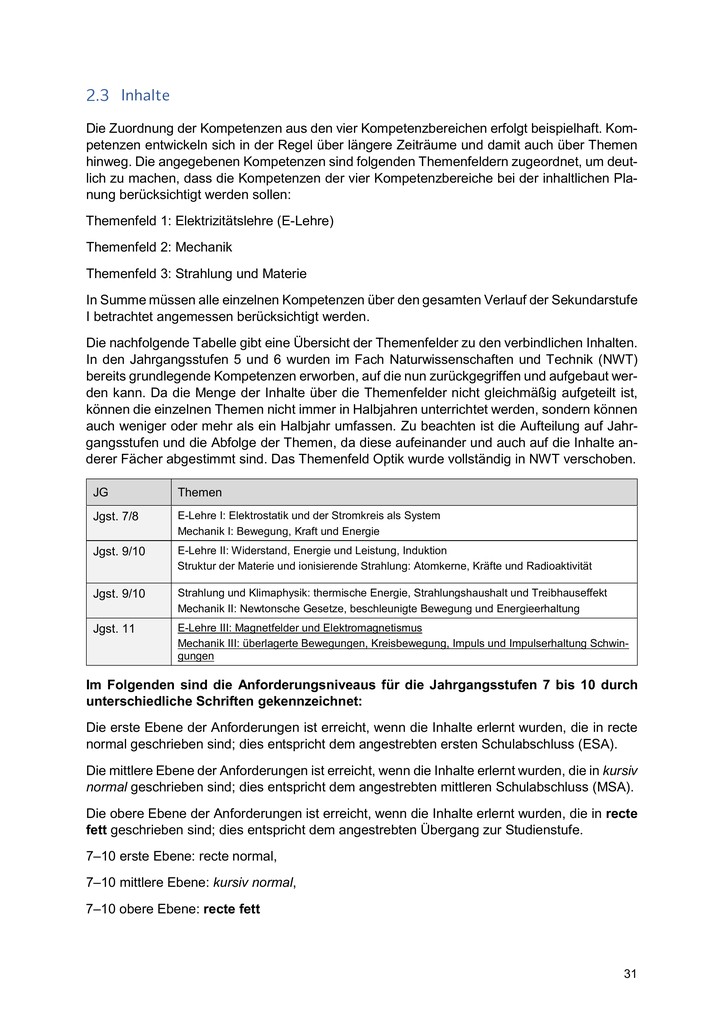 2.3 Inhalte
Die Zuordnung der Kompetenzen aus den vier Kompetenzbereichen erfolgt beispielhaft. Kom-
petenzen entwickeln sich in der Regel über längere Zeiträume und damit auch über Themen
hinweg. Die angegebenen Kompetenzen sind folgenden Themenfeldern zugeordnet, um deut-
lich zu machen, dass die Kompetenzen der vier Kompetenzbereiche bei der inhaltlichen Pla-
nung berücksichtigt werden sollen:
Themenfeld 1: Elektrizitätslehre (E-Lehre)
Themenfeld 2: Mechanik
Themenfeld 3: Strahlung und Materie
In Summe müssen alle einzelnen Kompetenzen über den gesamten Verlauf der Sekundarstufe
I betrachtet angemessen berücksichtigt werden.
Die nachfolgende Tabelle gibt eine Übersicht der Themenfelder zu den verbindlichen Inhalten.
In den Jahrgangsstufen 5 und 6 wurden im Fach Naturwissenschaften und Technik (NWT)
bereits grundlegende Kompetenzen erworben, auf die nun zurückgegriffen und aufgebaut wer-
den kann. Da die Menge der Inhalte über die Themenfelder nicht gleichmäßig aufgeteilt ist,
können die einzelnen Themen nicht immer in Halbjahren unterrichtet werden, sondern können
auch weniger oder mehr als ein Halbjahr umfassen. Zu beachten ist die Aufteilung auf Jahr-
gangsstufen und die Abfolge der Themen, da diese aufeinander und auch auf die Inhalte an-
derer Fächer abgestimmt sind. Das Themenfeld Optik wurde vollständig in NWT verschoben.
JG Themen
Jgst. 7/8 E-Lehre I: Elektrostatik und der Stromkreis als System
Mechanik I: Bewegung, Kraft und Energie
Jgst. 9/10 E-Lehre II: Widerstand, Energie und Leistung, Induktion
Struktur der Materie und ionisierende Strahlung: Atomkerne, Kräfte und Radioaktivität
Jgst. 9/10 Strahlung und Klimaphysik: thermische Energie, Strahlungshaushalt und Treibhauseffekt
Mechanik II: Newtonsche Gesetze, beschleunigte Bewegung und Energieerhaltung
Jgst. 11 E-Lehre III: Magnetfelder und Elektromagnetismus
Mechanik III: überlagerte Bewegungen, Kreisbewegung, Impuls und Impulserhaltung Schwin-
gungen
Im Folgenden sind die Anforderungsniveaus für die Jahrgangsstufen 7 bis 10 durch
unterschiedliche Schriften gekennzeichnet:
Die erste Ebene der Anforderungen ist erreicht, wenn die Inhalte erlernt wurden, die in recte
normal geschrieben sind; dies entspricht dem angestrebten ersten Schulabschluss (ESA).
Die mittlere Ebene der Anforderungen ist erreicht, wenn die Inhalte erlernt wurden, die in kursiv
normal geschrieben sind; dies entspricht dem angestrebten mittleren Schulabschluss (MSA).
Die obere Ebene der Anforderungen ist erreicht, wenn die Inhalte erlernt wurden, die in recte
fett geschrieben sind; dies entspricht dem angestrebten Übergang zur Studienstufe.
7–10 erste Ebene: recte normal,
7–10 mittlere Ebene: kursiv normal,
7–10 obere Ebene: recte fett
31